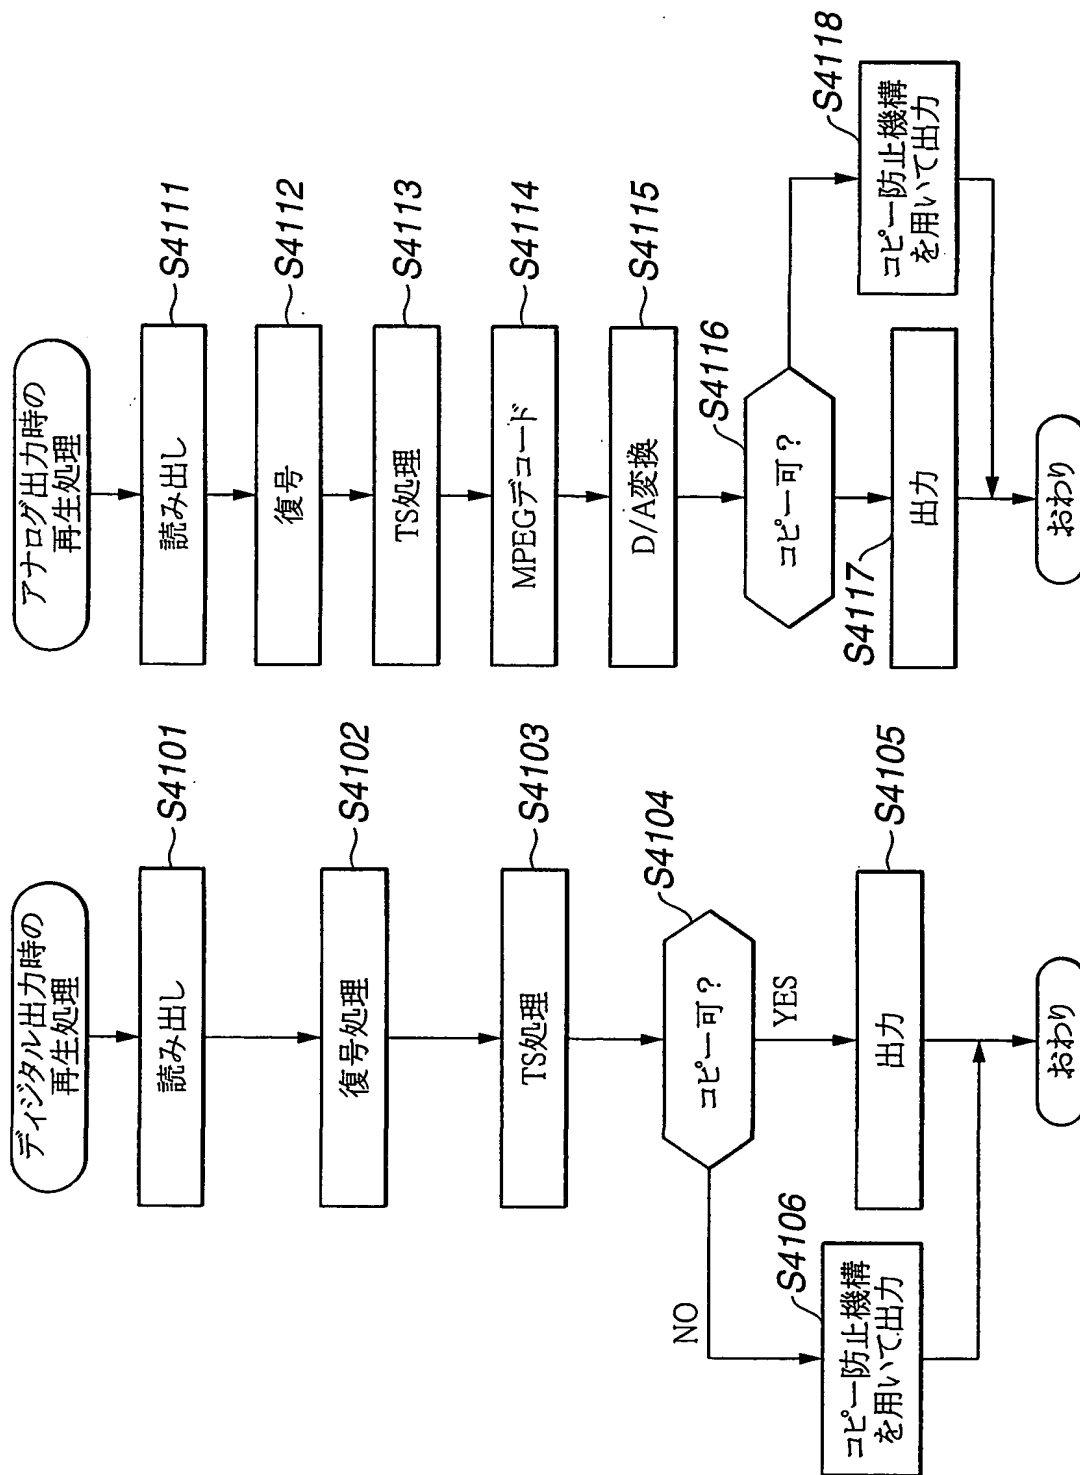 ディジタル出力時の
再生処理
読み出し
S4101
復号処理
S4102
TS処理
S4103
コピー可？
S4104
YES
NO
出力
S4105
コピー防止機構
を用いて出力
S4106
おわり
アナログ出力時の
再生処理
読み出し
S4111
復号
S4112
TS処理
S4113
MPEGデコード
S4114
D/A変換
S4115
コピー可？
S4116
出力
S4117
コピー防止機構
を用いて出力
S4118
おわり